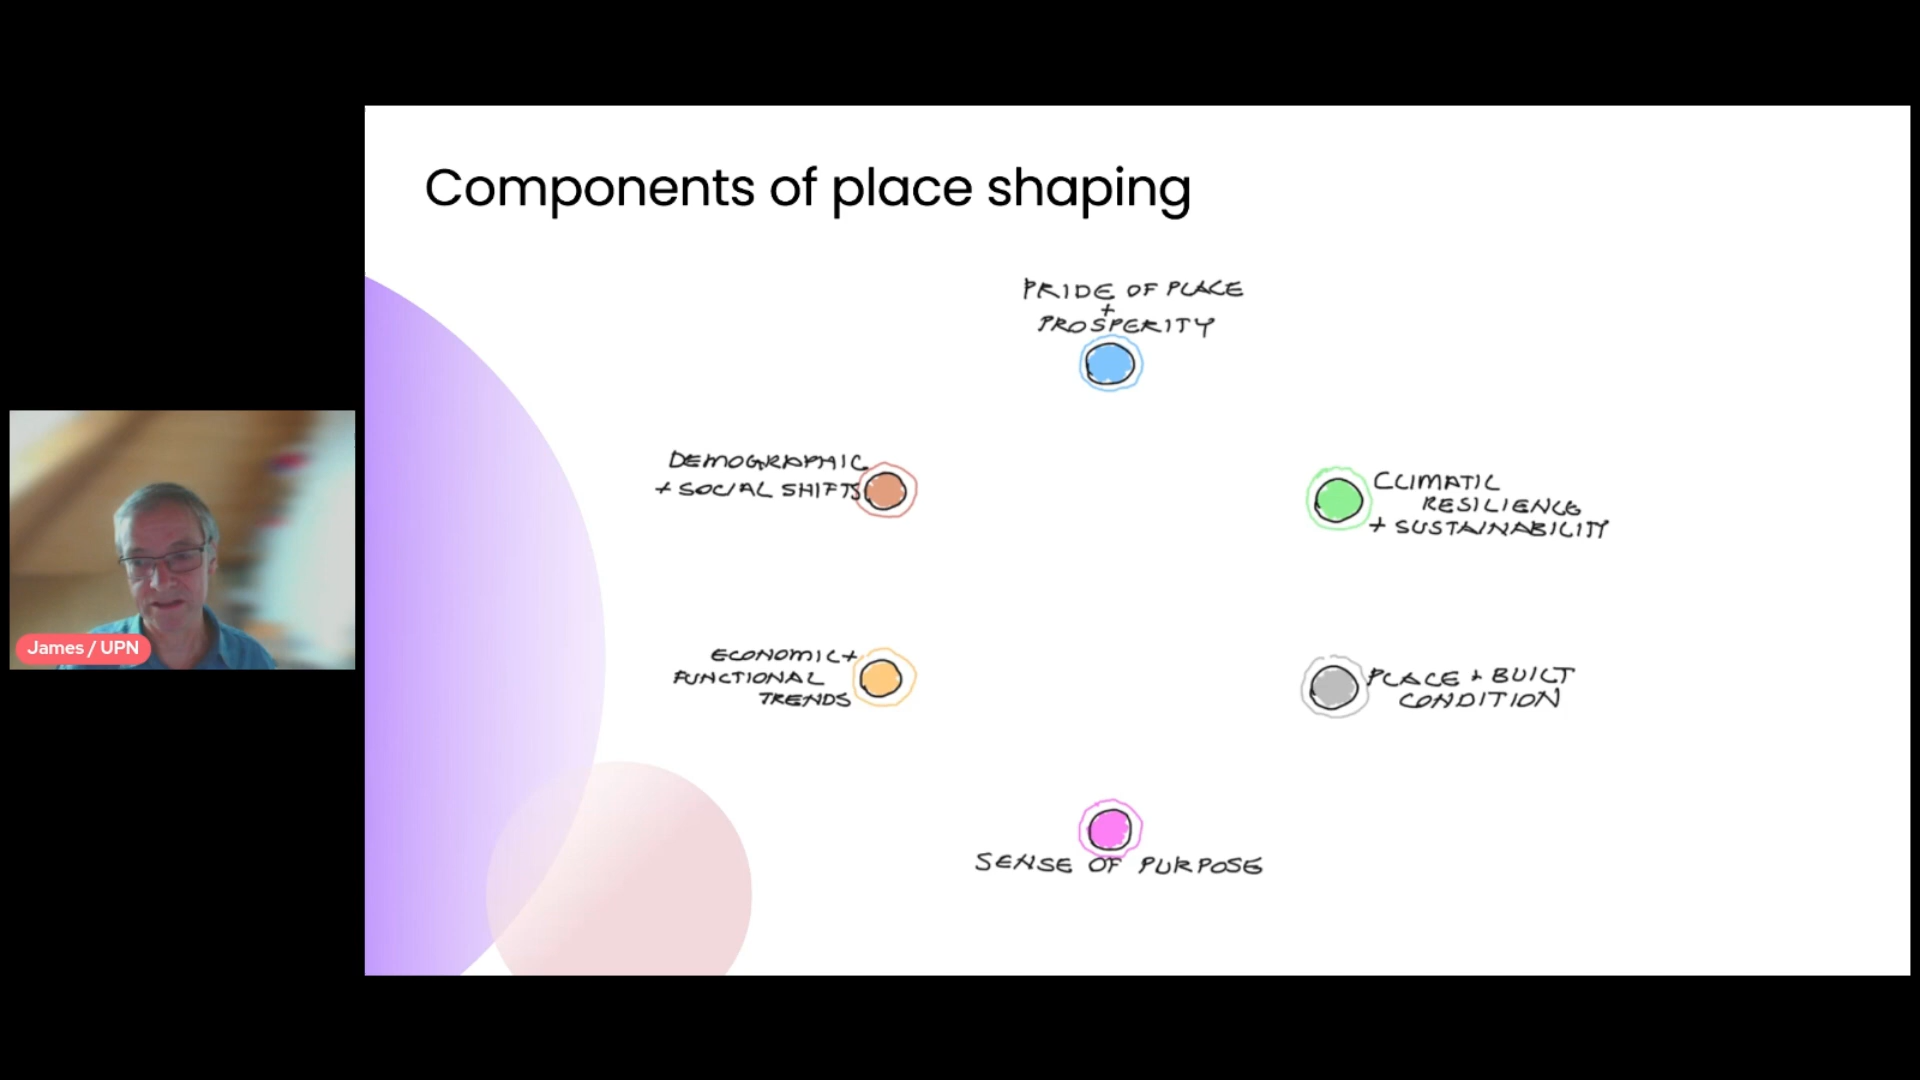 Components of place shaping
PRIDE OF PLACE
+
PROSPERITY
DEMOGRAPHIC
+ SOCIAL SHIFTS
CLIMATIC
RESILIENCE
+ SUSTAINABILITY
ECONOMIC +
FUNCTIONAL
TRENDS
PLACE + BUILT
CONDITION
SENSE OF PURPOSE
James / UPN